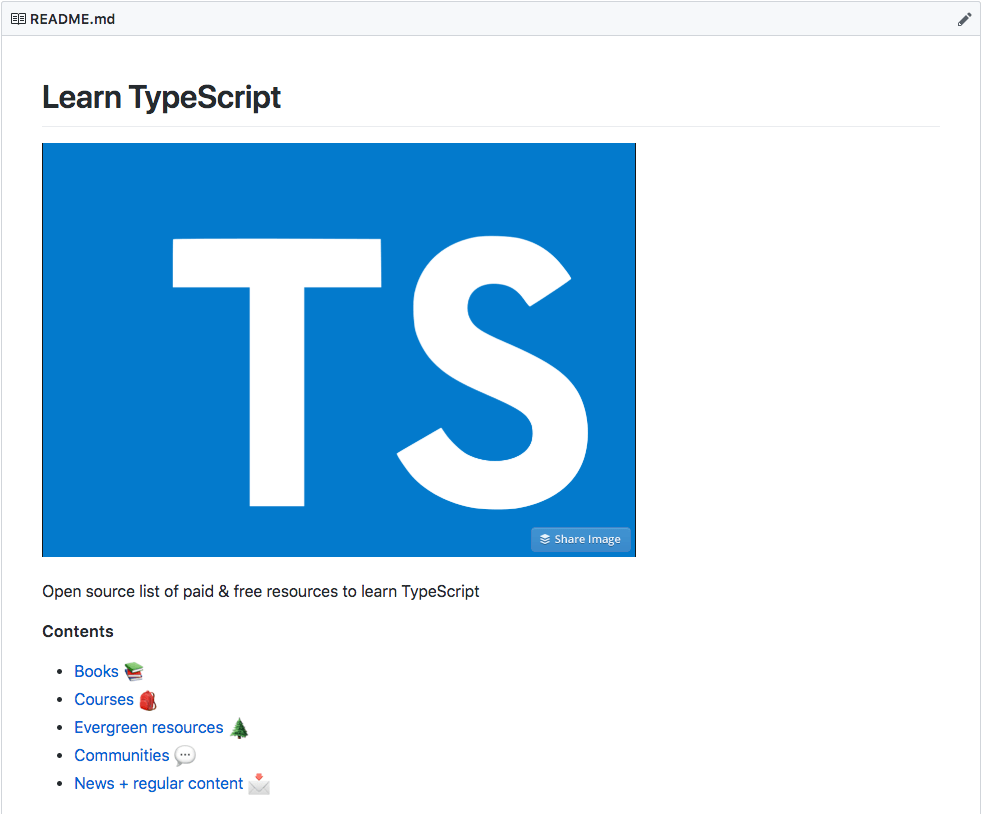 README.md
Learn TypeScript
TS
Share Image
Open source list of paid & free resources to learn TypeScript
Contents
Books 📚
Courses 🎒
Evergreen resources 🌲
Communities 💬
News + regular content 📩